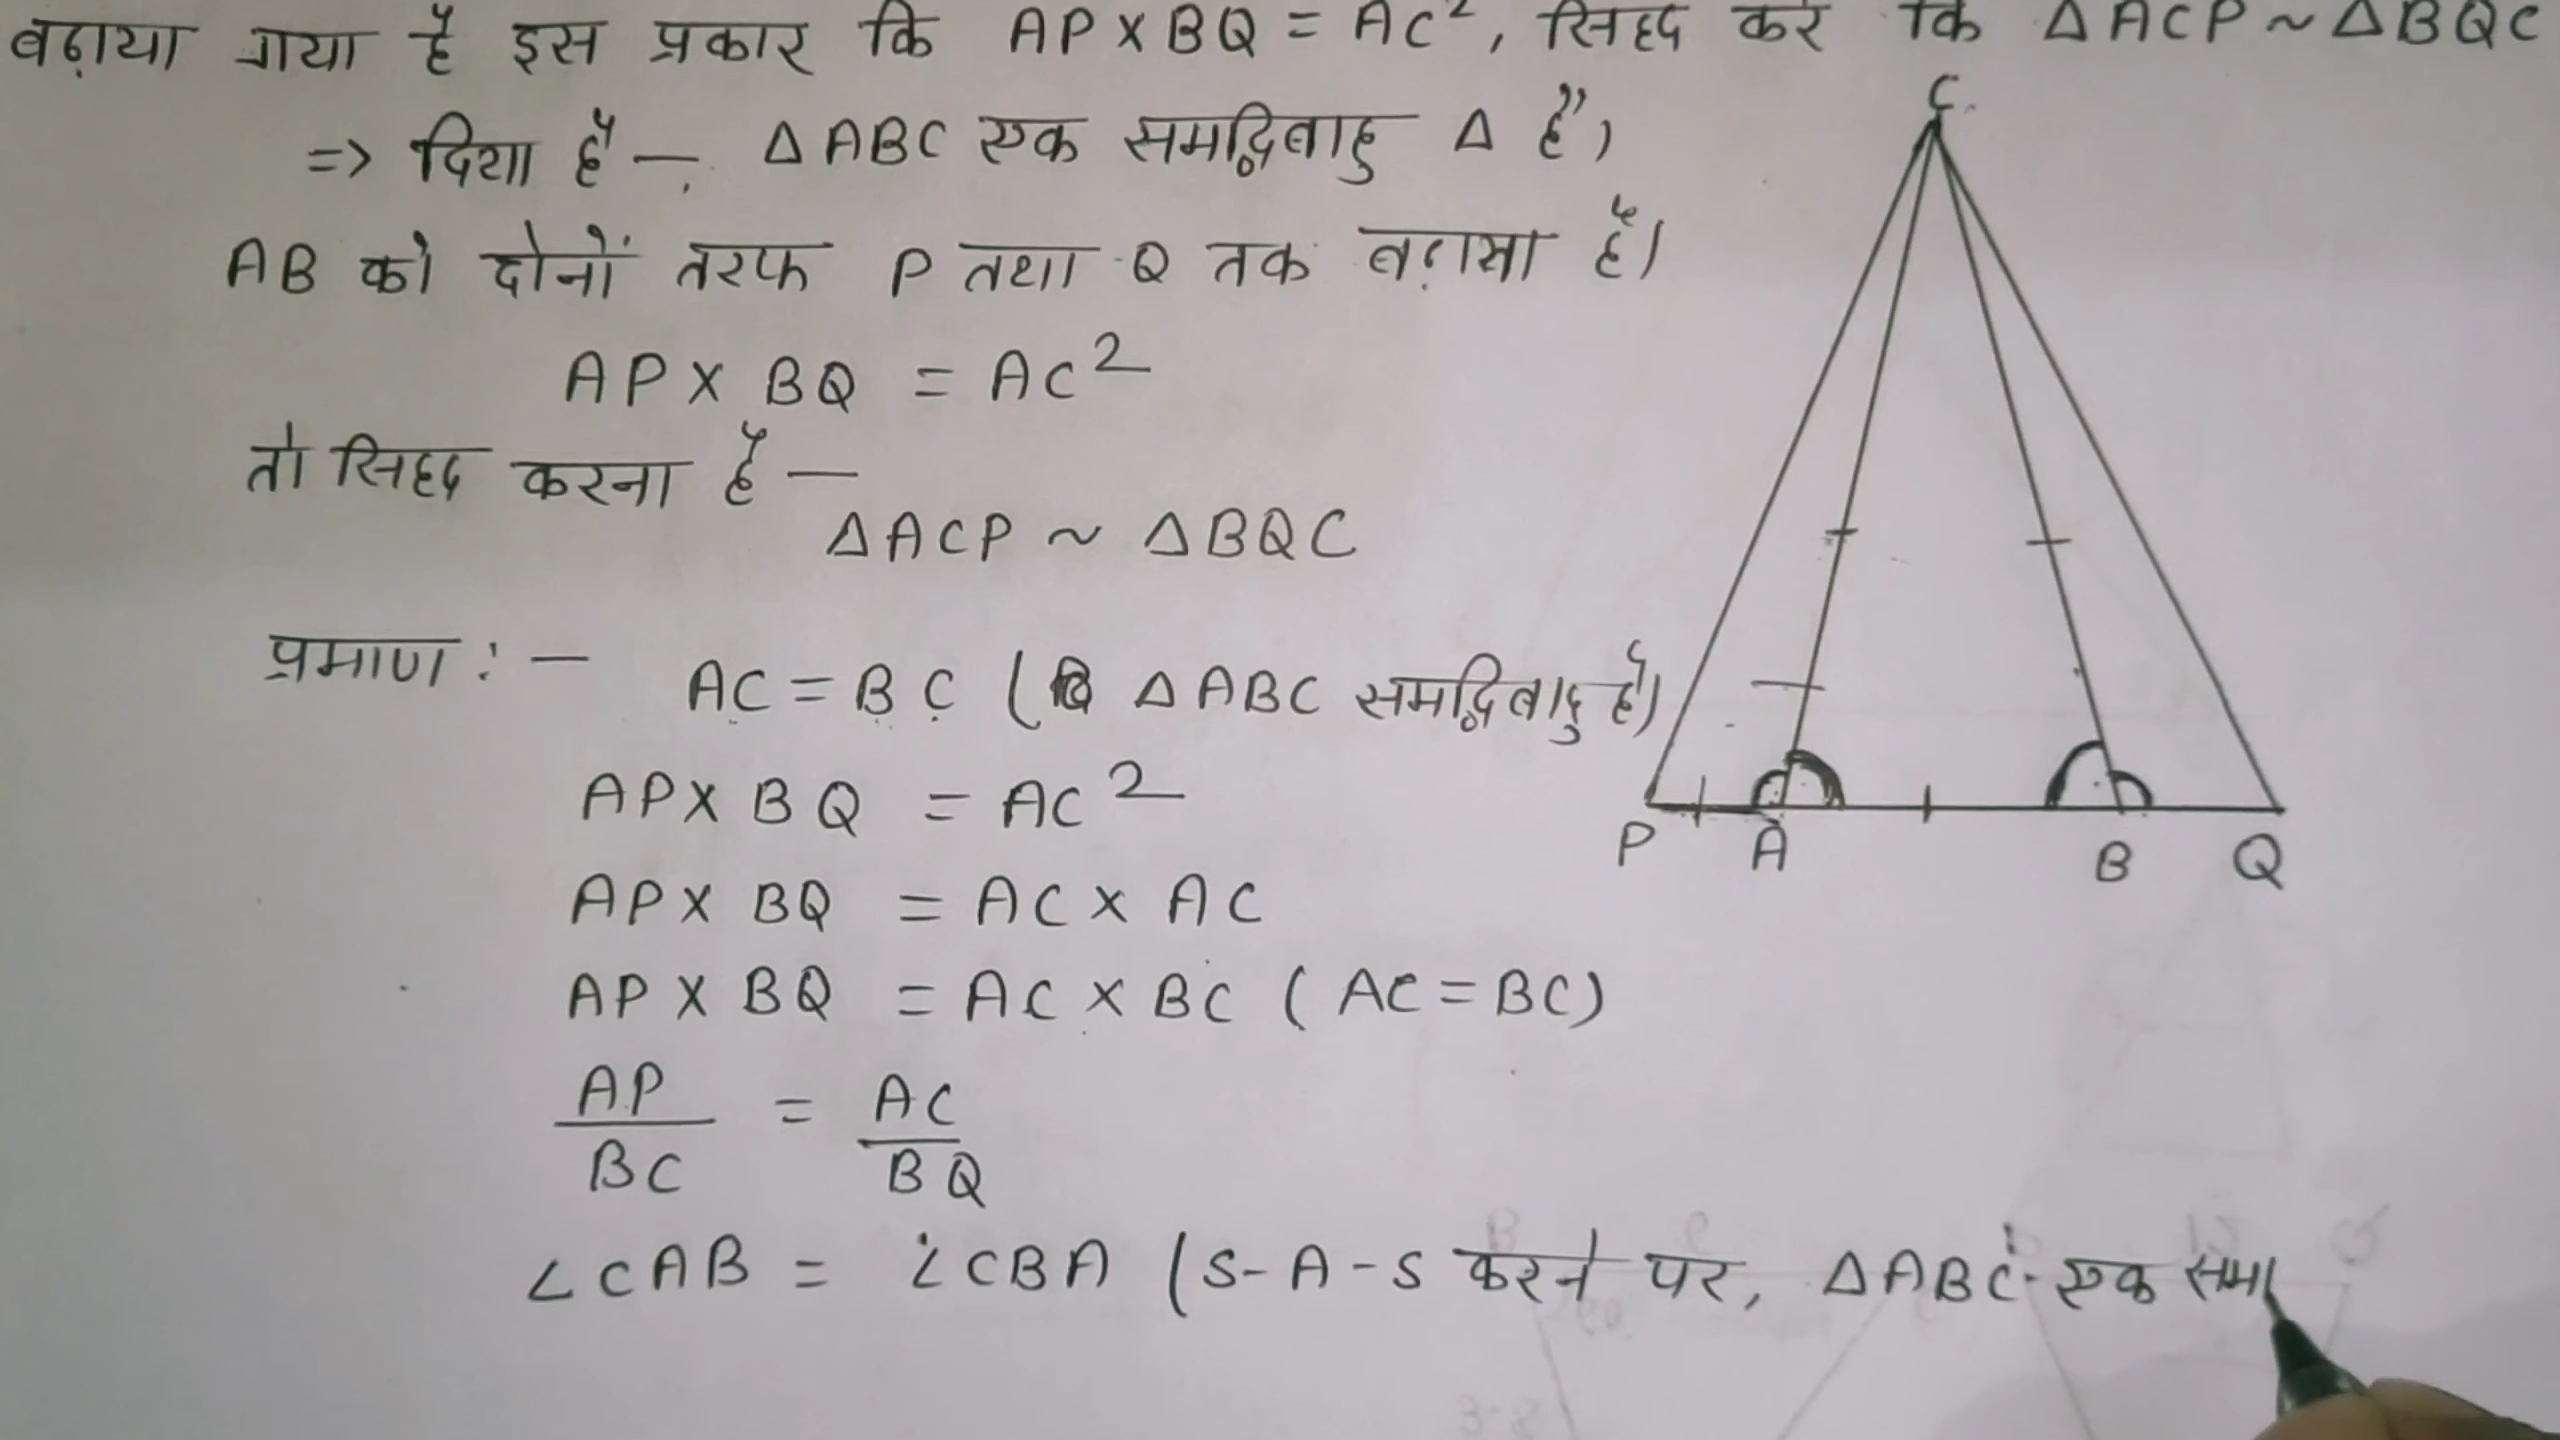 बढ़ाया गया है इस प्रकार कि AP X BQ = AC², सिद्द कर कि ΔACP ~ ΔBQC
=> दिया है — ΔABC एक समद्विबाहु Δ है,
AB को दोनों तरफ P तथा Q तक बढ़ाया है।
AP X BQ = AC²
तो सिद्द करना है —
ΔACP ~ ΔBQC
प्रमाण : — AC = BC ( ΔABC समद्विबाहु है)
AP X BQ = AC²
AP X BQ = AC X AC
AP X BQ = AC X BC ( AC = BC)
AP/BC = AC/BQ
∠CAB = ∠CBA (S-A-S करने पर, ΔABC एक सम
C
P A B Q